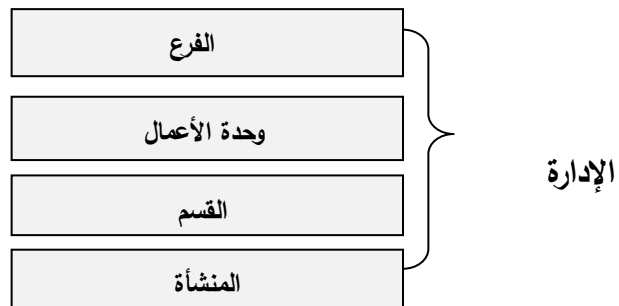 الفرع
وحدة الأعمال
الإدارة
القسم
المنشأة